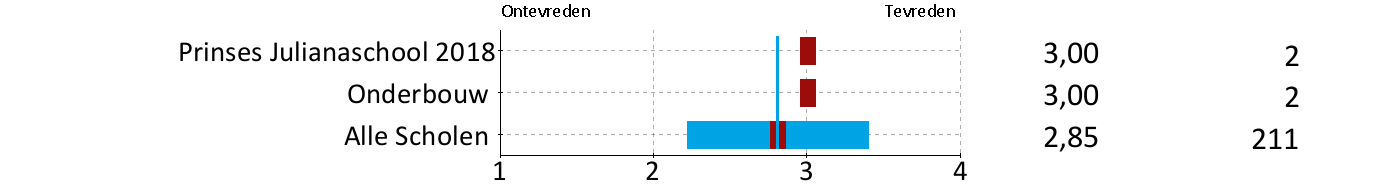 Ontevreden Tevreden
Prinses Julianaschool 2018 3,00 2
Onderbouw 3,00 2
Alle Scholen 2,85 211
1 2 3 4